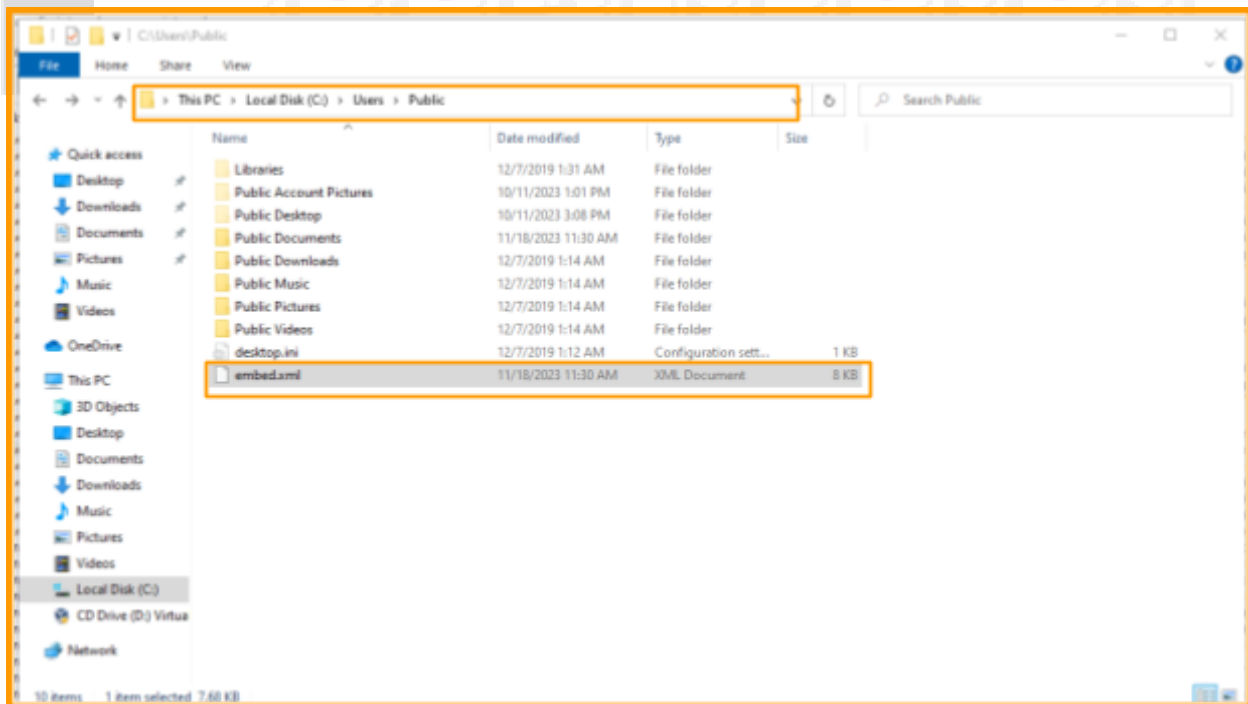 C:\Users\Public
File Home Share View
This PC > Local Disk (C:) > Users > Public
Search Public
Name Date modified Type Size
Quick access
Desktop
Downloads
Documents
Pictures
Music
Videos
OneDrive
This PC
3D Objects
Desktop
Documents
Downloads
Music
Pictures
Videos
Local Disk (C:)
CD Drive (D:) Virtua
Network
Libraries 12/7/2019 1:31 AM File folder
Public Account Pictures 10/11/2023 1:01 PM File folder
Public Desktop 10/11/2023 3:08 PM File folder
Public Documents 11/18/2023 11:30 AM File folder
Public Downloads 12/7/2019 1:14 AM File folder
Public Music 12/7/2019 1:14 AM File folder
Public Pictures 12/7/2019 1:14 AM File folder
Public Videos 12/7/2019 1:14 AM File folder
desktop.ini 12/7/2019 1:12 AM Configuration sett... 1 KB
embed.xml 11/18/2023 11:30 AM XML Document 8 KB
10 items 1 item selected 7.68 KB